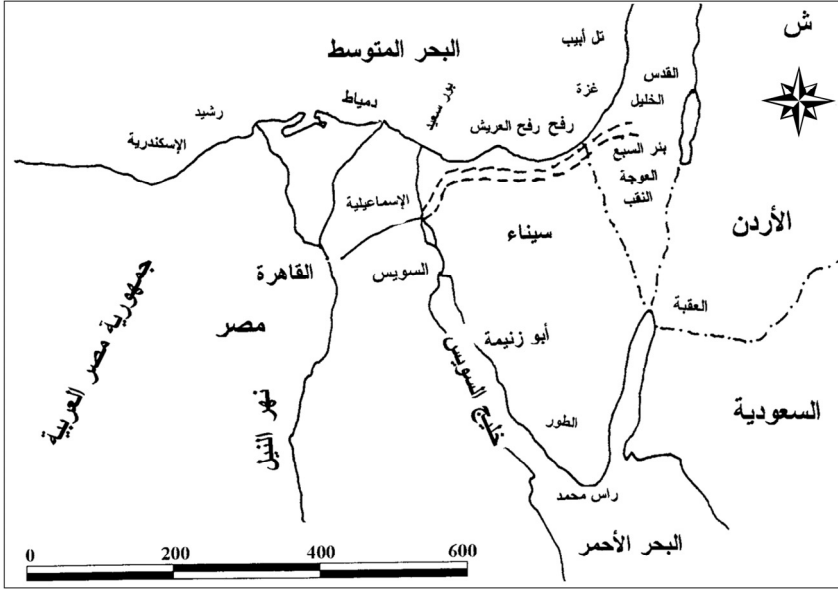 ش
البحر المتوسط
تل أبيب
القدس
غزة
الخليل
بور سعيد
دمياط
رشيد
رفح رفح العريش
الإسكندرية
بئر السبع
العوجة
النقب
الإسماعيلية
سيناء
الأردن
السويس
القاهرة
العقبة
جمهورية مصر العربية
مصر
أبو زنيمة
خليج السويس
نهر النيل
السعودية
الطور
راس محمد
البحر الأحمر
0 200 400 600